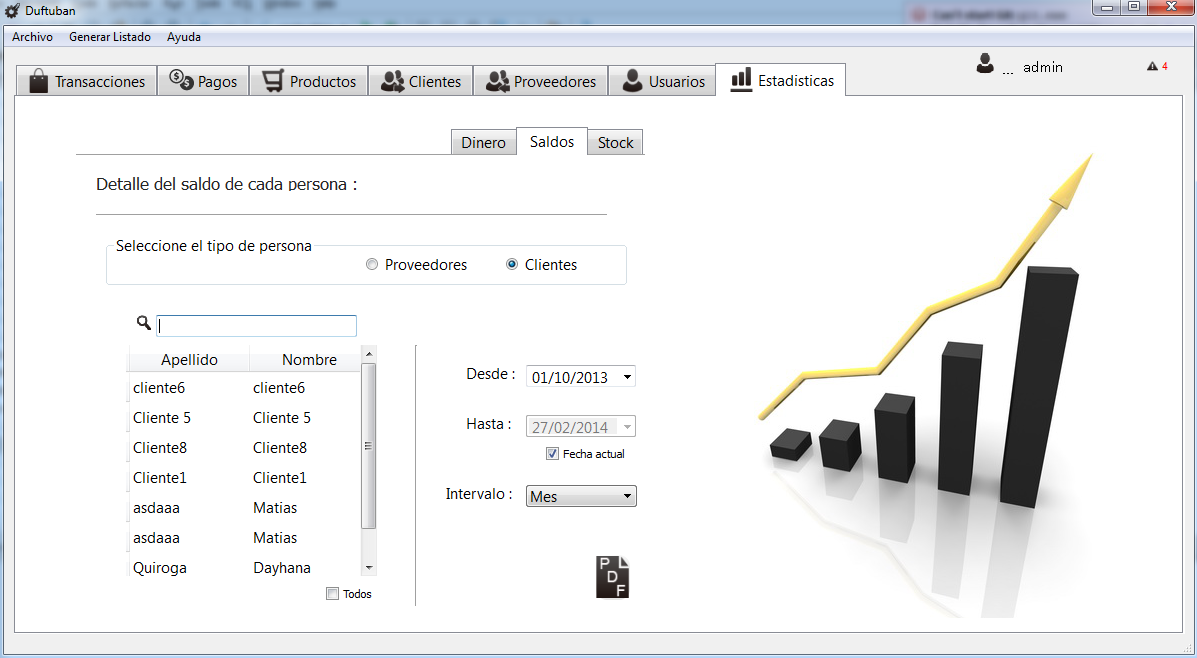 Duftuban
Archivo Generar Listado Ayuda
... admin 4
Transacciones Pagos Productos Clientes Proveedores Usuarios Estadisticas
Dinero Saldos Stock
Detalle del saldo de cada persona :
Seleccione el tipo de persona
Proveedores Clientes
Apellido Nombre
cliente6 cliente6
Cliente 5 Cliente 5
Cliente8 Cliente8
Cliente1 Cliente1
asdaaa Matias
asdaaa Matias
Quiroga Dayhana
Todos
Desde : 01/10/2013
Hasta : 27/02/2014
Fecha actual
Intervalo : Mes
PDF